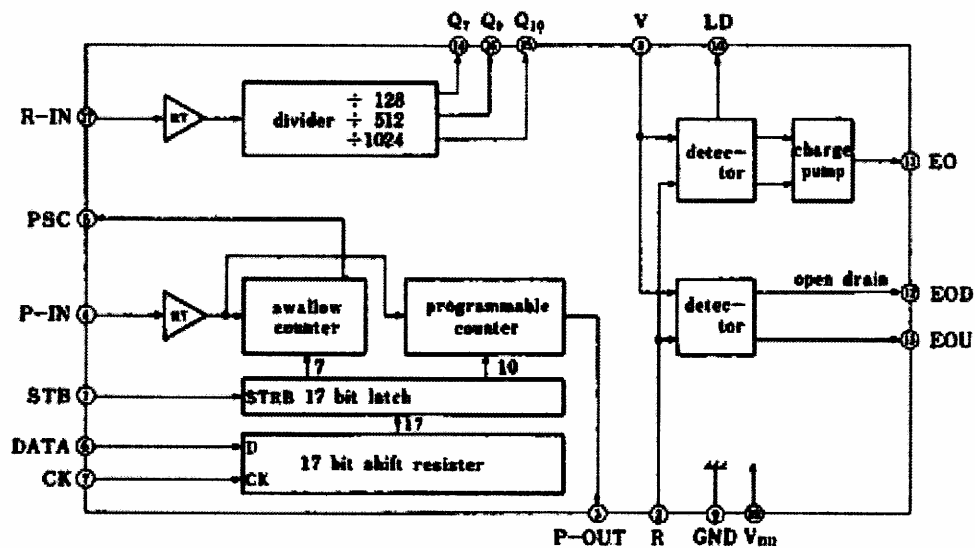 Q7 Q9 Q10 V LD
R-IN
divider ÷ 128
÷ 512
÷1024
detec-
tor
charge
pump
EO
PSC
P-IN
swallow
counter
programmable
counter
detec-
tor
open drain
EOD
EOU
7
10
STB
STRB 17 bit latch
17
DATA
D
17 bit shift resister
CK
CK
P-OUT R GND VDD